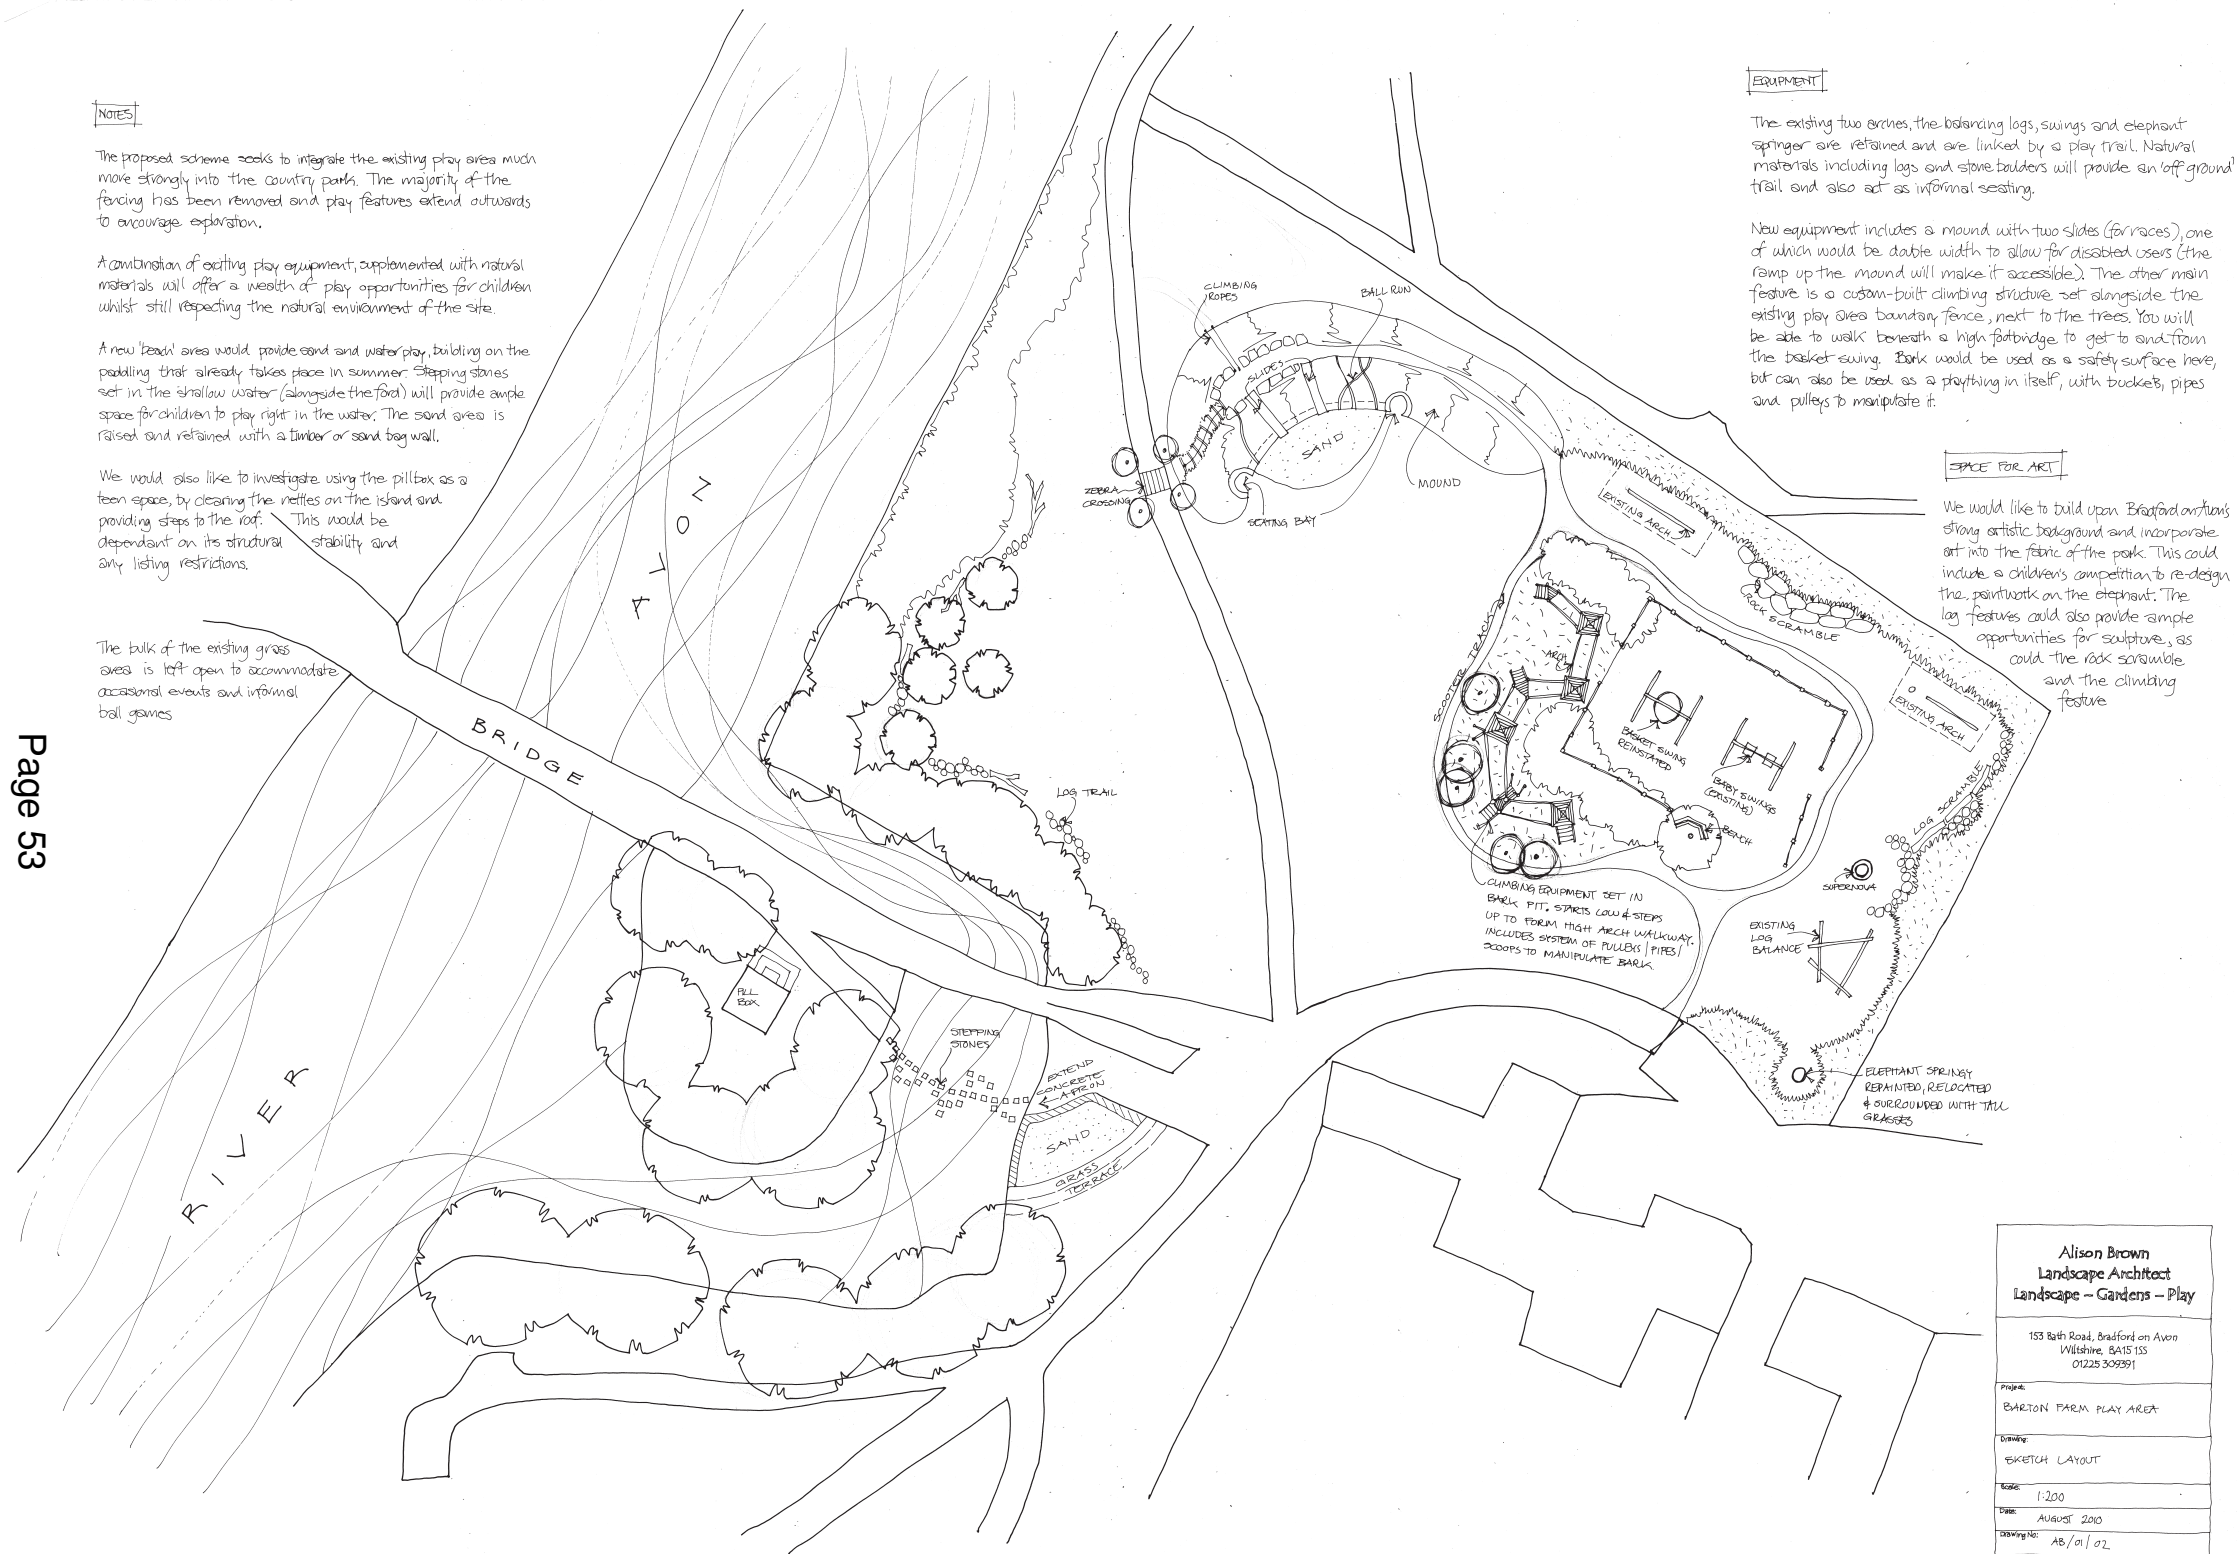 NOTES
The proposed scheme seeks to integrate the existing play area much
more strongly into the country park. The majority of the
fencing has been removed and play features extend outwards
to encourage exploration.
A combination of exciting play equipment, supplemented with natural
materials will offer a wealth of play opportunities for children
whilst still respecting the natural environment of the site.
A new 'beach' area would provide sand and water play, building on the
paddling that already takes place in summer. Stepping stones
set in the shallow water (alongside the ford) will provide ample
space for children to play right in the water. The sand area is
raised and retained with a timber or sand bag wall.
We would also like to investigate using the pillbox as a
teen space, by clearing the nettles on the island and
providing steps to the roof. This would be
dependant on its structural stability and
any listing restrictions.
The bulk of the existing grass
area is left open to accommodate
occasional events and informal
ball games
Page 53
EQUIPMENT
The existing two arches, the balancing logs, swings and elephant
springer are retained and are linked by a play trail. Natural
materials including logs and stone boulders will provide an 'off ground'
trail and also act as informal seating.
New equipment includes a mound with two slides (for races), one
of which would be double width to allow for disabled users (the
ramp up the mound will make it accessible). The other main
feature is a custom-built climbing structure set alongside the
existing play area boundary fence, next to the trees. You will
be able to walk beneath a high footbridge to get to and from
the basket swing. Bark would be used as a safety surface here,
but can also be used as a plaything in itself, with buckets, pipes
and pulleys to manipulate it.
SPACE FOR ART
We would like to build upon Bradford on Avon's
strong artistic background and incorporate
art into the fabric of the park. This could
include a children's competition to re-design
the paintwork on the elephant. The
log features could also provide ample
opportunities for sculpture, as
could the rock scramble
and the climbing
feature
CLIMBING
ROPES
BALL RUN
SLIDES
SAND
ZEBRA
CROSSING
SEATING BAY
MOUND
EXISTING ARCH
ROCK SCRAMBLE
EXISTING ARCH
SCOOTER TRACK
ARCH
BASKET SWING
REINSTATED
BABY SWINGS
(EXISTING)
BENCH
LOG SCRAMBLE
SUPERNOVA
EXISTING
LOG
BALANCE
CLIMBING EQUIPMENT SET IN
BARK PIT. STARTS LOW & STEPS
UP TO FORM HIGH ARCH WALKWAY.
INCLUDES SYSTEM OF PULLEYS / PIPES /
SCOOPS TO MANIPULATE BARK
ELEPHANT SPRINGY
REPAINTED, RELOCATED
& SURROUNDED WITH TALL
GRASSES
RIVER
AVON
BRIDGE
LOG TRAIL
PILL
BOX
STEPPING
STONES
EXTEND
CONCRETE
APRON
SAND
GRASS
TERRACE
Alison Brown
Landscape Architect
Landscape – Gardens – Play
153 Bath Road, Bradford on Avon
Wiltshire, BA15 1SS
01225 309391
Project:
BARTON FARM PLAY AREA
Drawing:
SKETCH LAYOUT
Scale:
1:200
Date:
AUGUST 2010
Drawing No:
AB/01/02